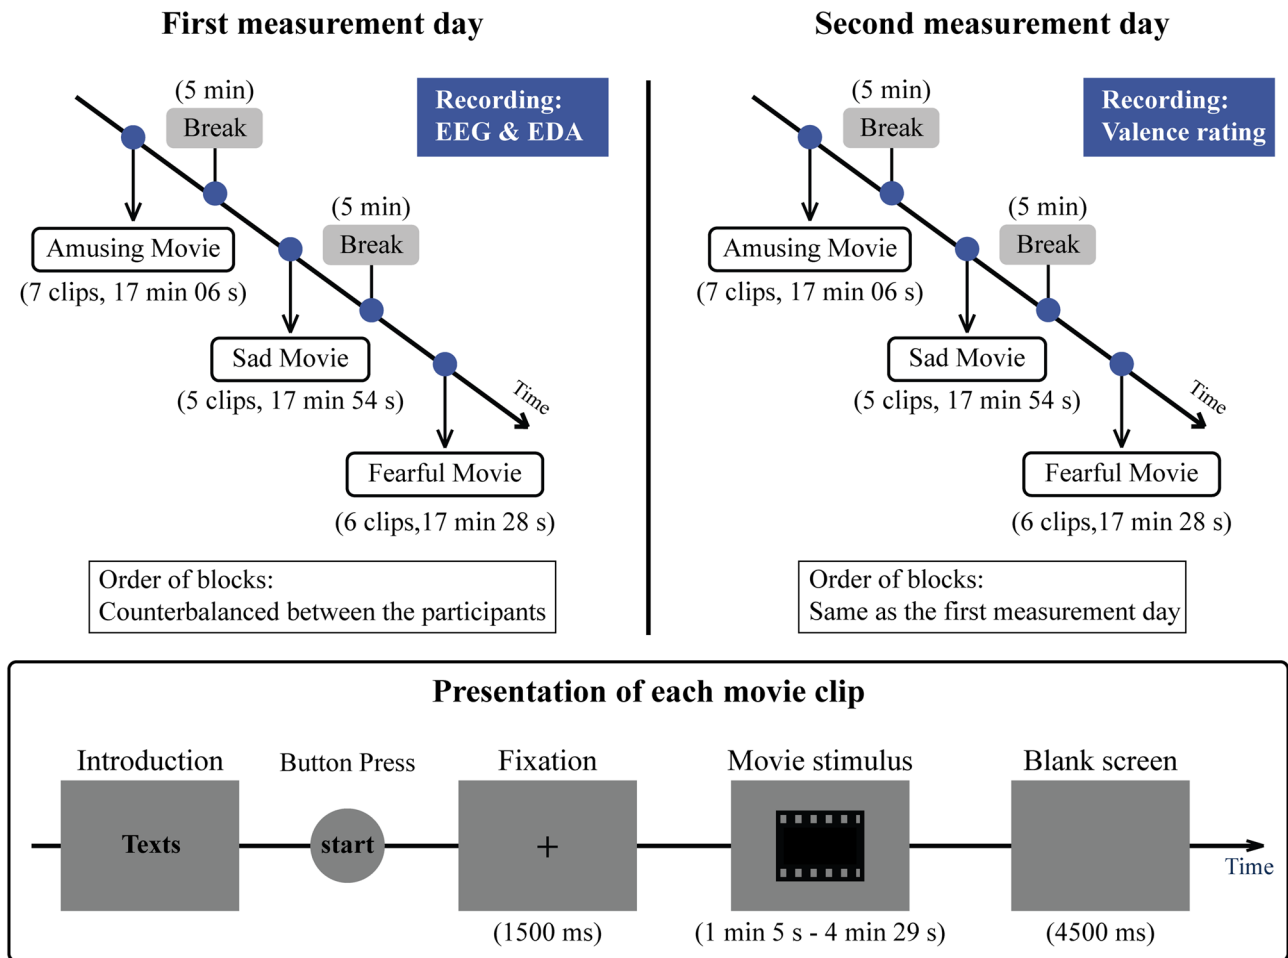 First measurement day
(5 min)
Break
Recording:
EEG & EDA
Amusing Movie
(7 clips, 17 min 06 s)
(5 min)
Break
Sad Movie
(5 clips, 17 min 54 s)
Time
Fearful Movie
(6 clips,17 min 28 s)
Order of blocks:
Counterbalanced between the participants
Second measurement day
(5 min)
Break
Recording:
Valence rating
Amusing Movie
(7 clips, 17 min 06 s)
(5 min)
Break
Sad Movie
(5 clips, 17 min 54 s)
Time
Fearful Movie
(6 clips,17 min 28 s)
Order of blocks:
Same as the first measurement day
Presentation of each movie clip
Introduction
Texts
Button Press
start
Fixation
+
(1500 ms)
Movie stimulus
(1 min 5 s - 4 min 29 s)
Blank screen
(4500 ms)
Time